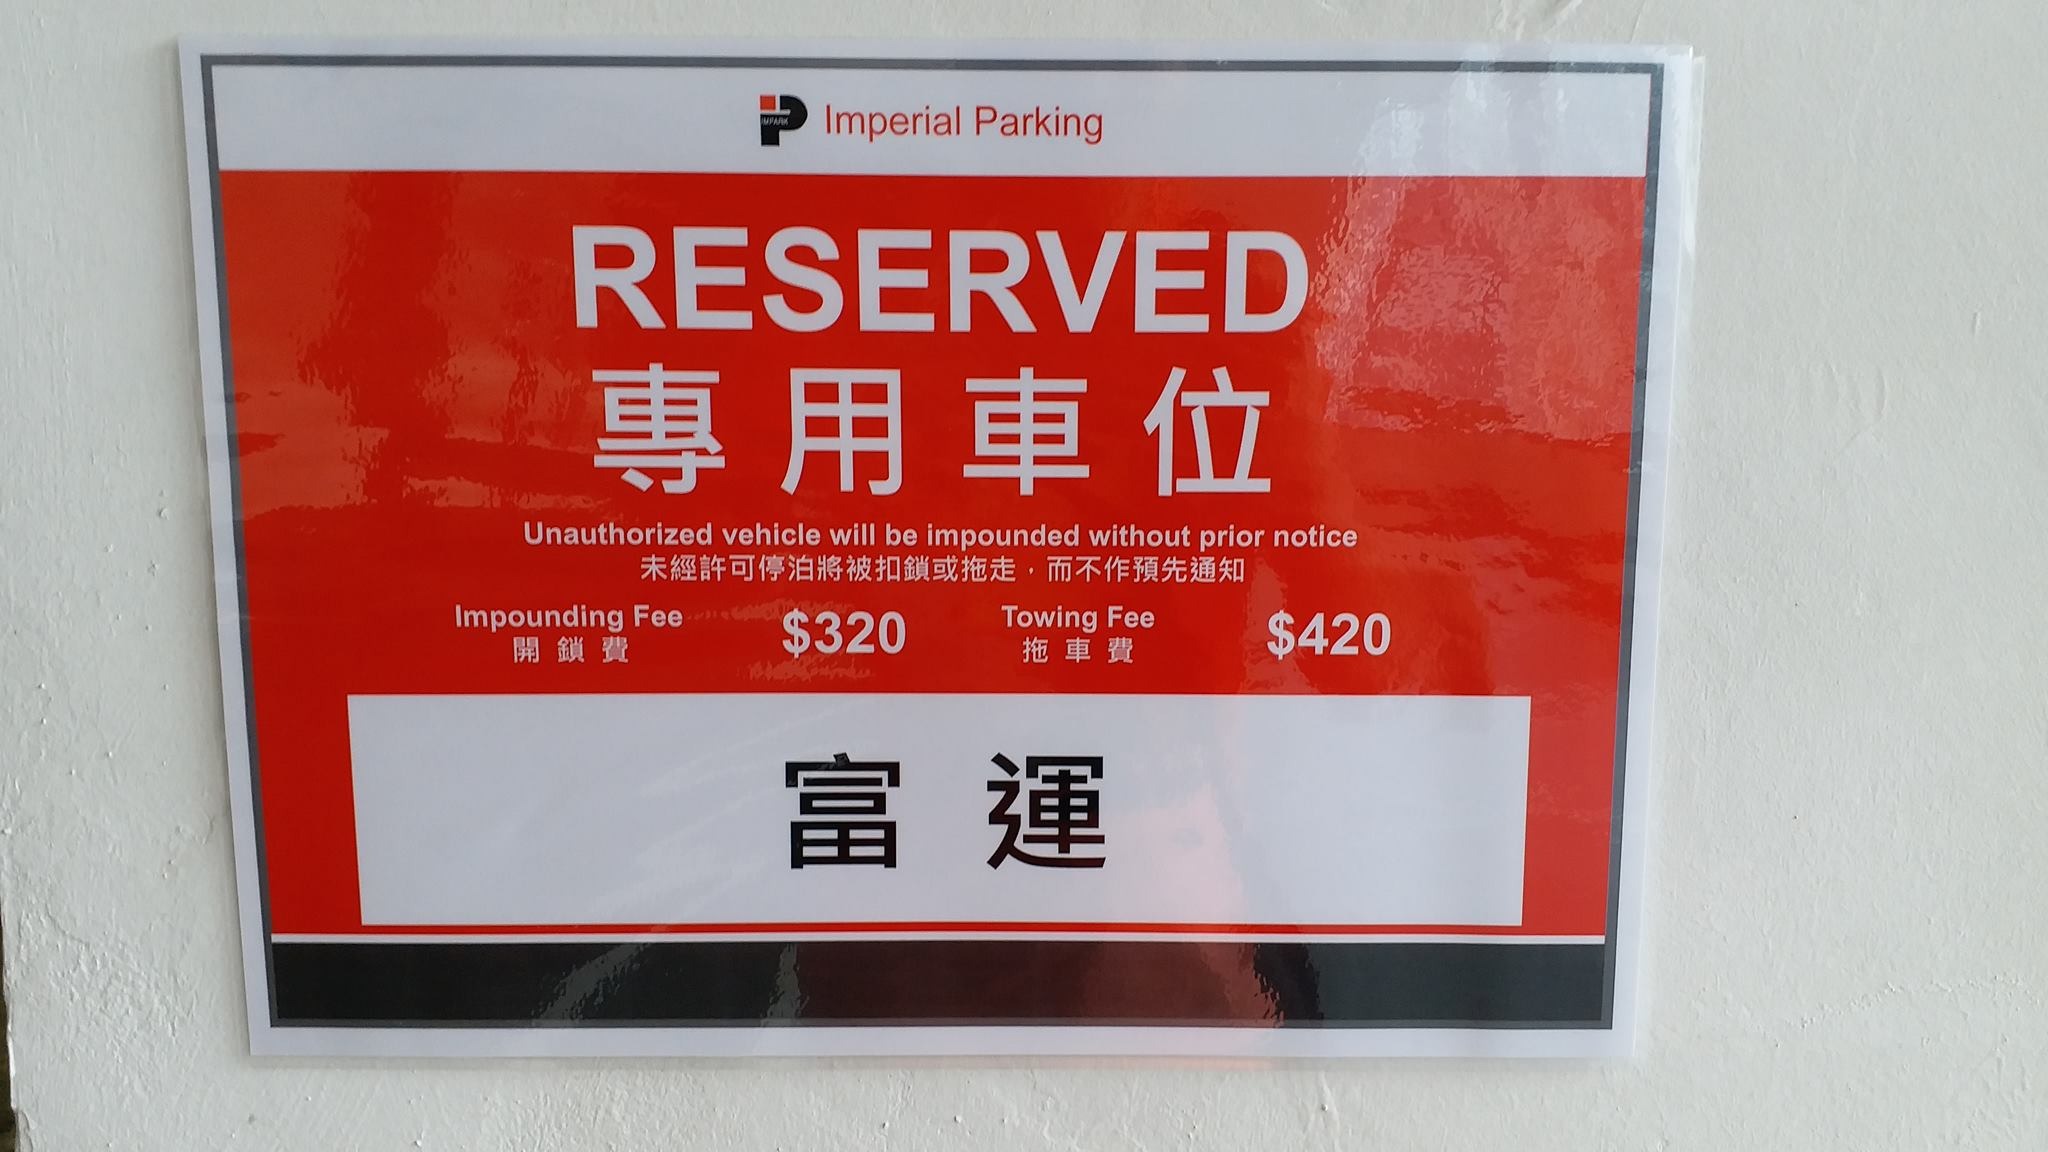 IMPARK Imperial Parking
RESERVED
專用車位
Unauthorized vehicle will be impounded without prior notice
未經許可停泊將被扣鎖或拖走，而不作預先通知
Impounding Fee $320 Towing Fee $420
開鎖費 拖車費
富運